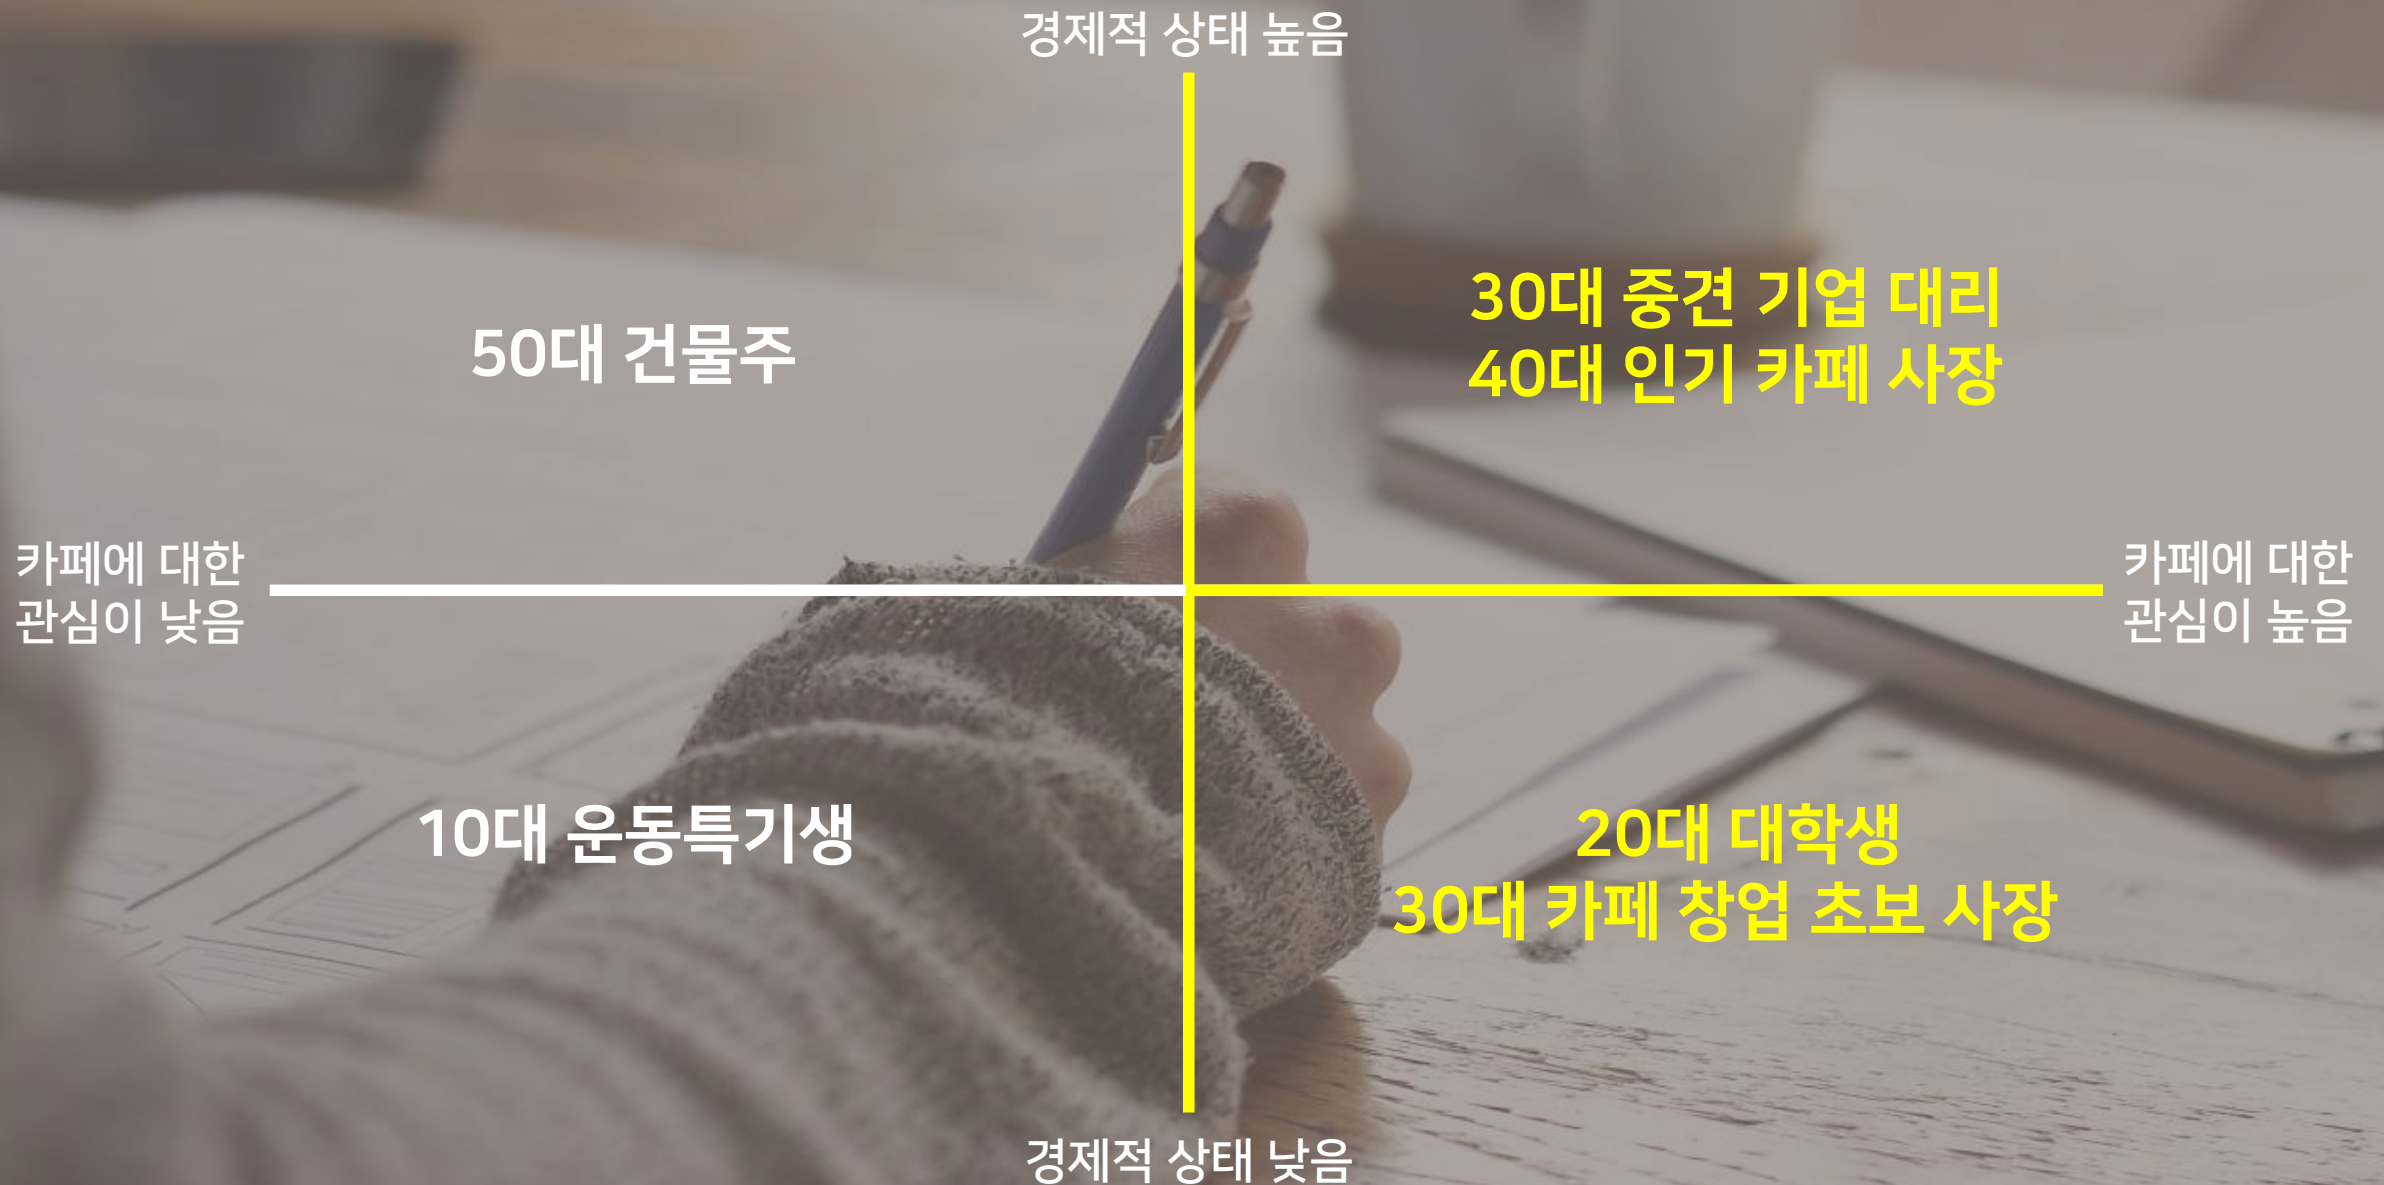 경제적 상태 높음
50대 건물주
30대 중견 기업 대리
40대 인기 카페 사장
카페에 대한
관심이 낮음
카페에 대한
관심이 높음
10대 운동특기생
20대 대학생
30대 카페 창업 초보 사장
경제적 상태 낮음